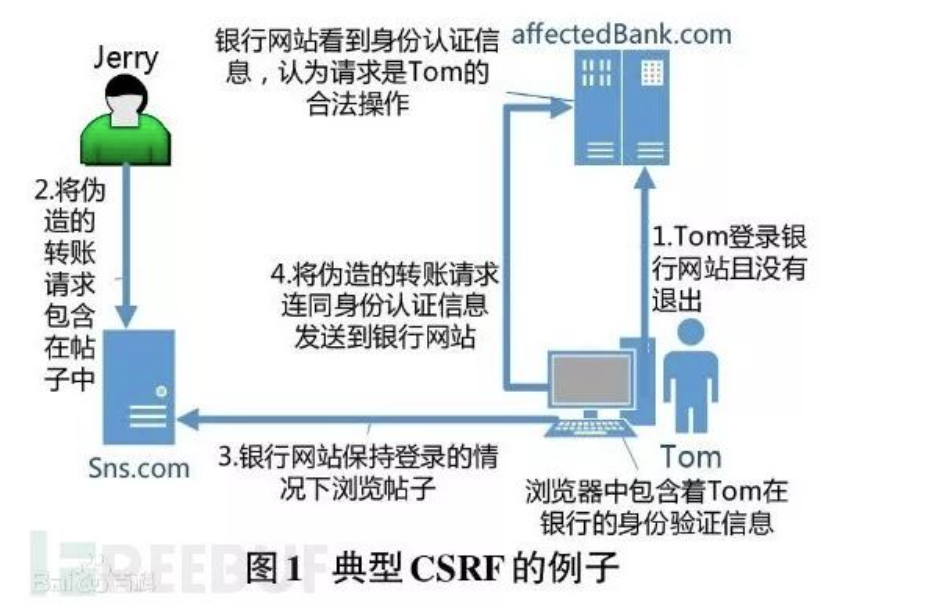 银行网站看到身份认证信
息，认为请求是Tom的
合法操作
affectedBank.com
Jerry
2.将伪
造的
转账
请求
包含
在帖
子中
1.Tom登录银
行网站且没有
退出
4.将伪造的转账请求
连同身份认证信息
发送到银行网站
Sns.com
3.银行网站保持登录的情
况下浏览帖子
Tom
浏览器中包含着Tom在
银行的身份验证信息
REEBUF
Bai百科
图1 典型CSRF的例子